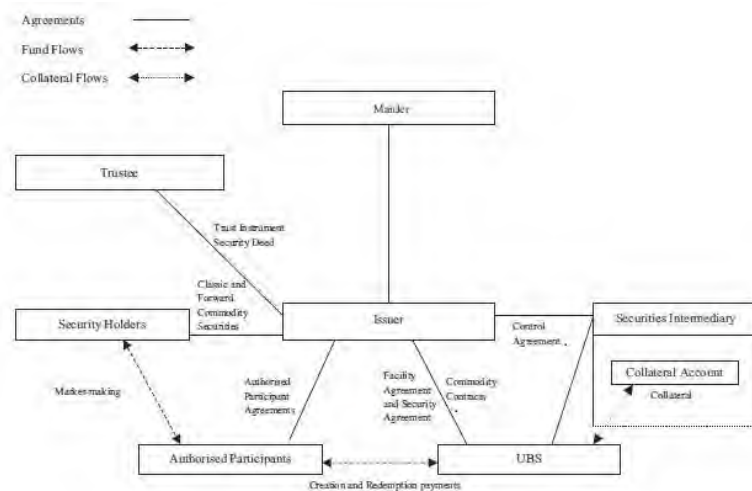 Agreements
Fund Flows
Collateral Flows
Manager
Trustee
Trust Instrument
Security Deed
Classic and
Forward
Commodity
Securities
Security Holders
Issuer
Securities Intermediary
Control
Agreement
Collateral Account
Collateral
Market-making
Authorised
Participant
Agreements
Facility
Agreement
and Security
Agreement
Commodity
Contracts
Authorised Participants
UBS
Creation and Redemption payments